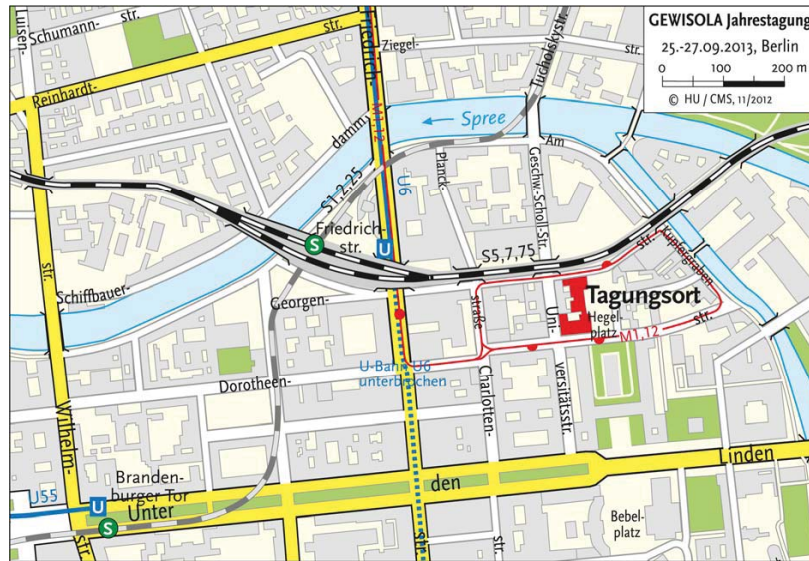 GEWISOLA Jahrestagung
25.-27.09.2013, Berlin
0 100 200 m
© HU / CMS, 11/2012
Luisen-
str.
Schumann-
str.
Reinhardt-
Friedrich-
Ziegel-
str.
M1,12
Tucholskystr.
damm
Spree
Am
S1,2,25
U6
Planck-
Geschw.-Scholl-Str.
Friedrich-
str.
S
U
S5,7,75
Kupfergraben
str.
Schiffbauer-
Georgen-
straße
Uni-
Tagungsort
Hegel-
platz
M1,12
str.
str.
U-Bahn U6
unterbrochen
Dorotheen-
Charlotten-
versitätsstr.
Wilhelm-
Linden
Branden-
burger Tor
den
U55
U
Unter
S
Bebel-
platz
str.
Str.
str.